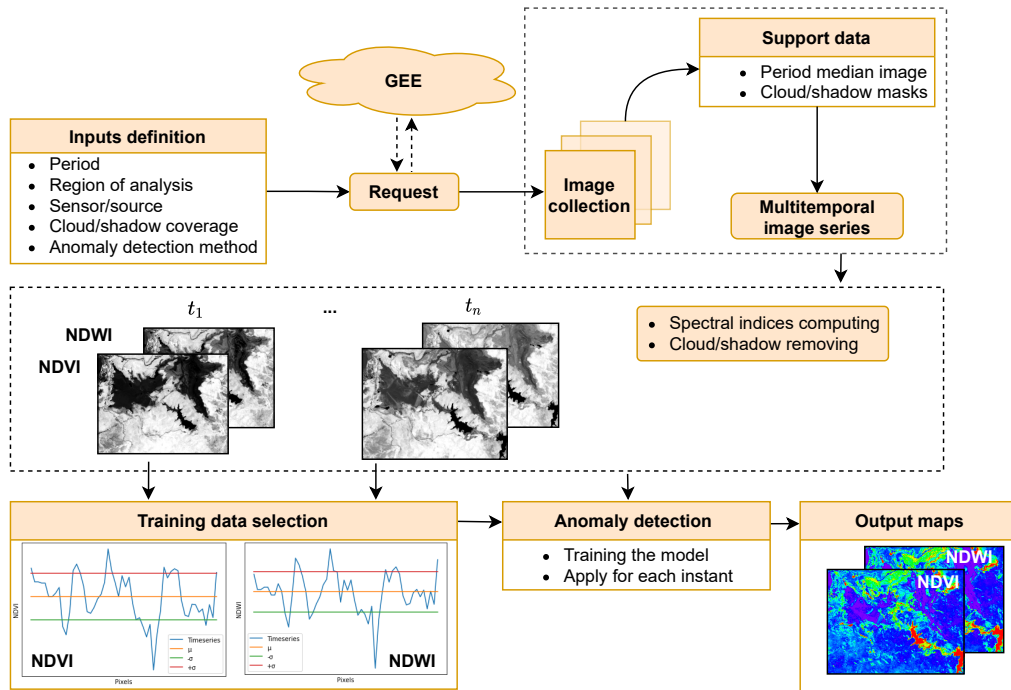 GEE
Inputs definition
Period
Region of analysis
Sensor/source
Cloud/shadow coverage
Anomaly detection method
Request
Image
collection
Support data
Period median image
Cloud/shadow masks
Multitemporal
image series
t1
...
tn
NDWI
NDVI
Spectral indices computing
Cloud/shadow removing
Training data selection
NDVI
Timeseries
μ
-σ
+σ
NDVI
Pixels
NDWI
Timeseries
μ
-σ
+σ
NDWI
Pixels
Anomaly detection
Training the model
Apply for each instant
Output maps
NDWI
NDVI